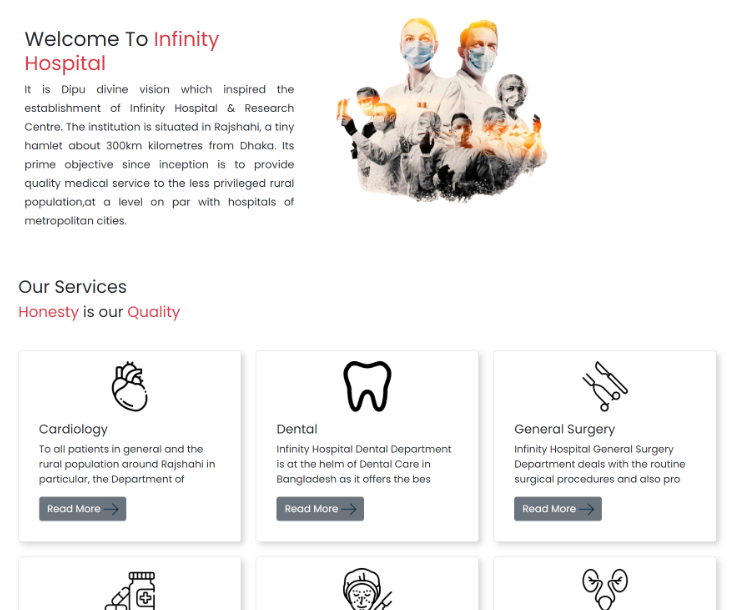 Welcome To Infinity
Hospital
It is Dipu divine vision which inspired the
establishment of Infinity Hospital & Research
Centre. The institution is situated in Rajshahi, a tiny
hamlet about 300km kilometres from Dhaka. Its
prime objective since inception is to provide
quality medical service to the less privileged rural
population,at a level on par with hospitals of
metropolitan cities.
Our Services
Honesty is our Quality
Cardiology
To all patients in general and the
rural population around Rajshahi in
particular, the Department of
Read More
Dental
Infinity Hospital Dental Department
is at the helm of Dental Care in
Bangladesh as it offers the bes
Read More
General Surgery
Infinity Hospital General Surgery
Department deals with the routine
surgical procedures and also pro
Read More